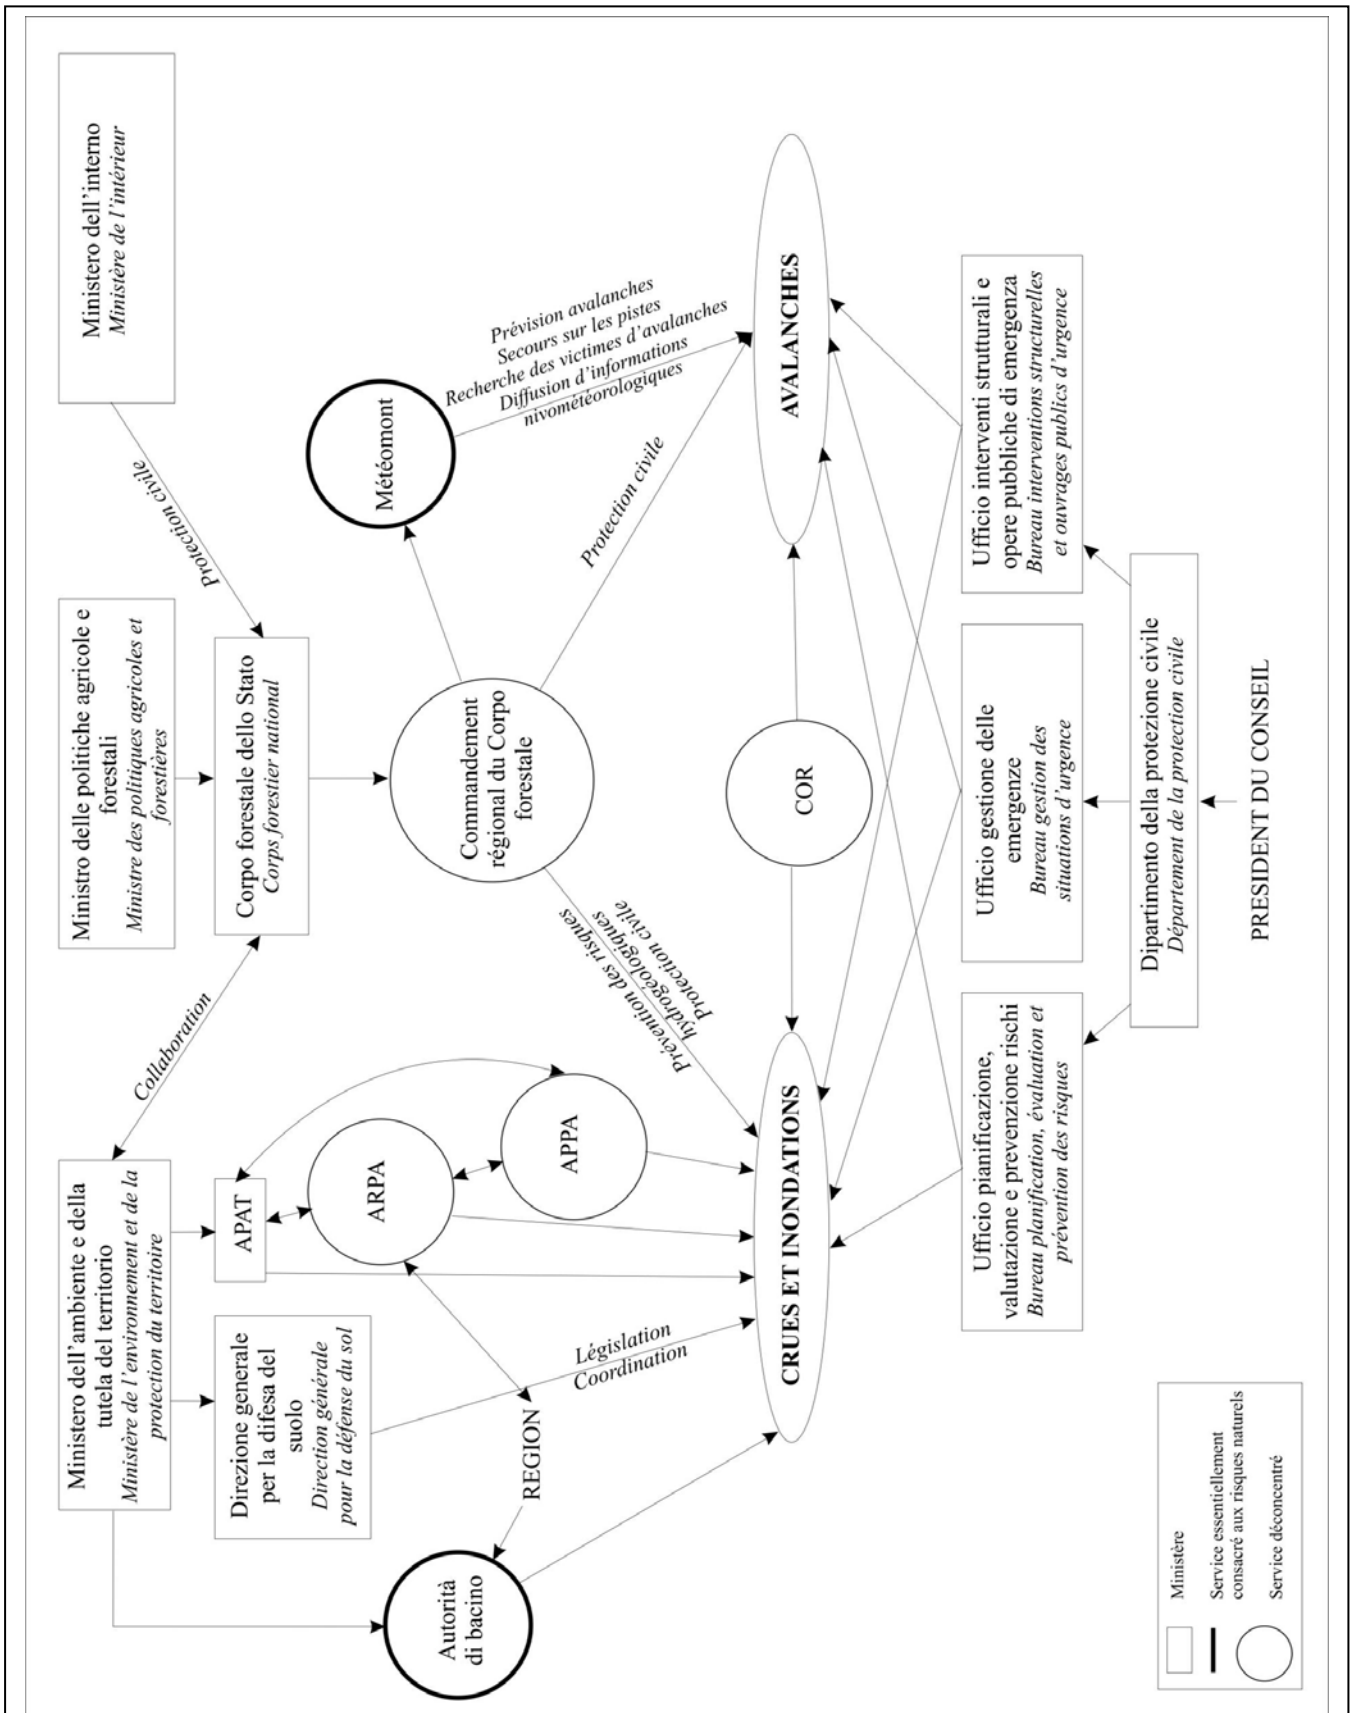 Ministero dell'ambiente e della
tutela del territorio
Ministère de l'environnement et de la
protection du territoire
Collaboration
Ministro delle politiche agricole e
forestali
Ministre des politiques agricoles et
forestières
Protection civile
Ministero dell'interno
Ministère de l'intérieur
Direzione generale
per la difesa del
suolo
Direction générale
pour la défense du sol
APAT
Corpo forestale dello Stato
Corps forestier national
ARPA
APPA
Autorità
di bacino
REGION
Commandement
régional du Corpo
forestale
Météomont
Législation
Coordination
Prévention des risques
hydrogéologiques
Protection civile
Protection civile
Prévision avalanches
Secours sur les pistes
Recherche des victimes d'avalanches
Diffusion d'informations
nivométéorologiques
CRUES ET INONDATIONS
COR
AVALANCHES
Ufficio pianificazione,
valutazione e prevenzione rischi
Bureau planification, évaluation et
prévention des risques
Ufficio gestione delle
emergenze
Bureau gestion des
situations d'urgence
Ufficio interventi strutturali e
opere pubbliche di emergenza
Bureau interventions structurelles
et ouvrages publics d'urgence
Dipartimento della protezione civile
Département de la protection civile
PRESIDENT DU CONSEIL
Ministère
Service essentiellement
consacré aux risques naturels
Service déconcentré